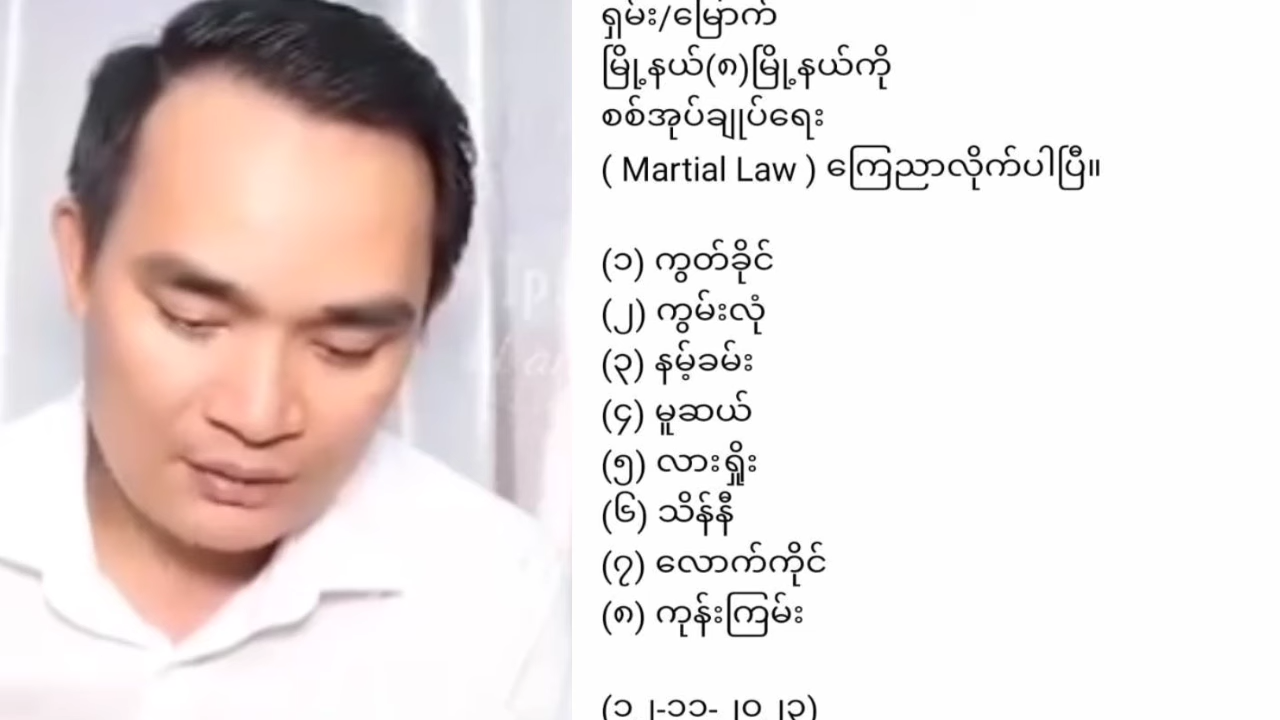 ရှမ်း/မြောက်
မြို့နယ်(၈)မြို့နယ်ကို
စစ်အုပ်ချုပ်ရေး
( Martial Law ) ကြေညာလိုက်ပါပြီ။
(၁) ကွတ်ခိုင်
(၂) ကွမ်းလုံ
(၃) နမ့်ခမ်း
(၄) မူဆယ်
(၅) လားရှိုး
(၆) သိန်နီ
(၇) လောက်ကိုင်
(၈) ကုန်းကြမ်း
(၁၂-၁၁-၂၀၂၃)